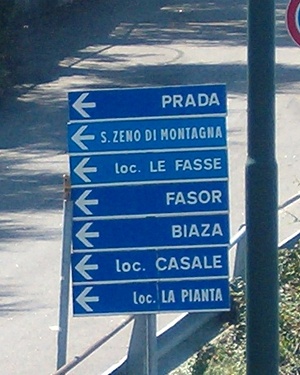 PRADA
S. ZENO DI MONTAGNA
loc. LE FASSE
FASOR
BIAZA
loc. CASALE
loc. LA PIANTA